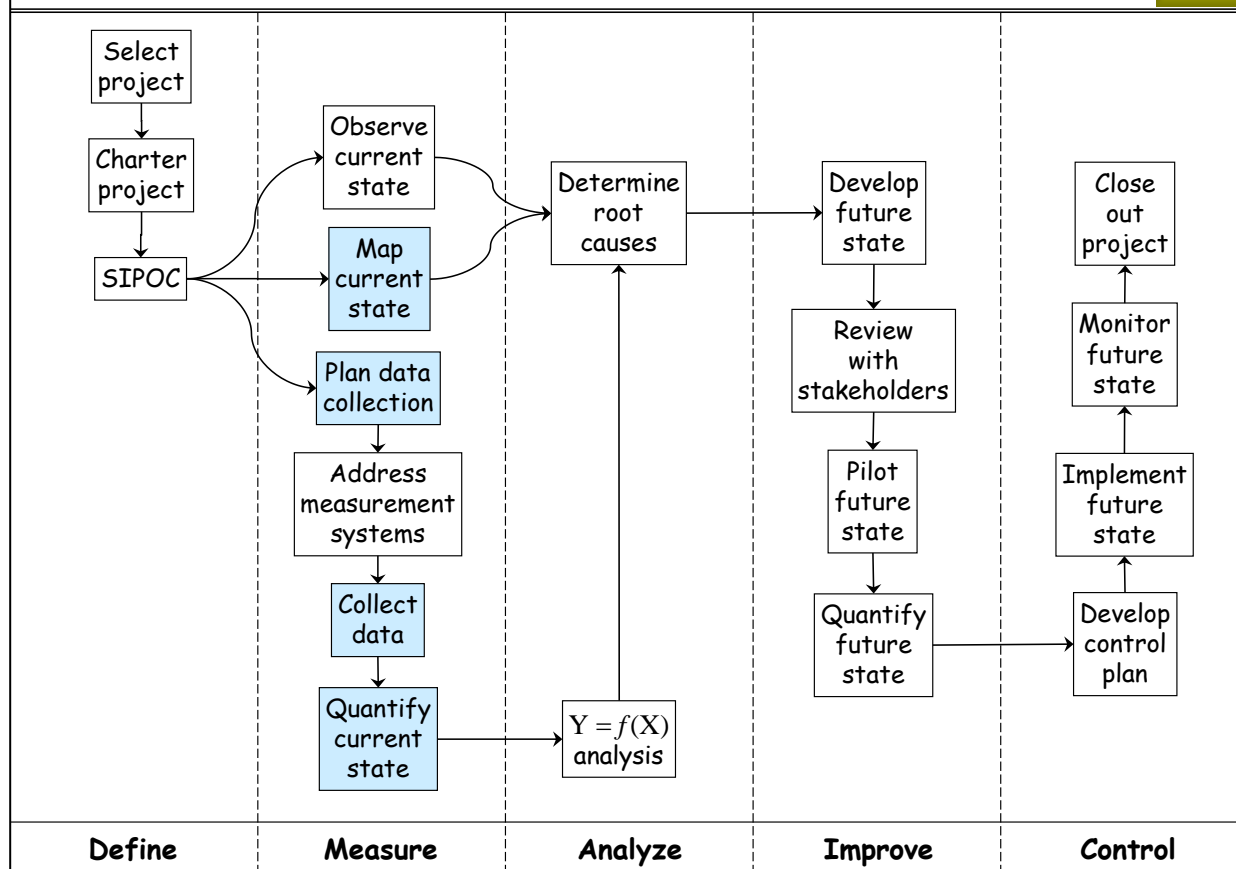 Select
project
Charter
project
SIPOC
Observe
current
state
Map
current
state
Plan data
collection
Address
measurement
systems
Collect
data
Quantify
current
state
Determine
root
causes
Y = f(X)
analysis
Develop
future
state
Review
with
stakeholders
Pilot
future
state
Quantify
future
state
Close
out
project
Monitor
future
state
Implement
future
state
Develop
control
plan
Define
Measure
Analyze
Improve
Control